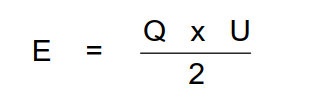 Q x U
E =
2